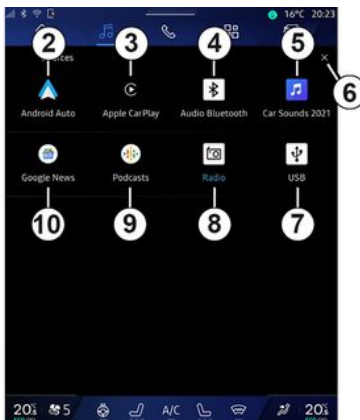 16°C 20:23
2 3 4 5
6
Android Auto Apple CarPlay Audio Bluetooth Car Sounds 2021
Google News Podcasts Radio USB
10 9 8 7
20 5 A/C 20